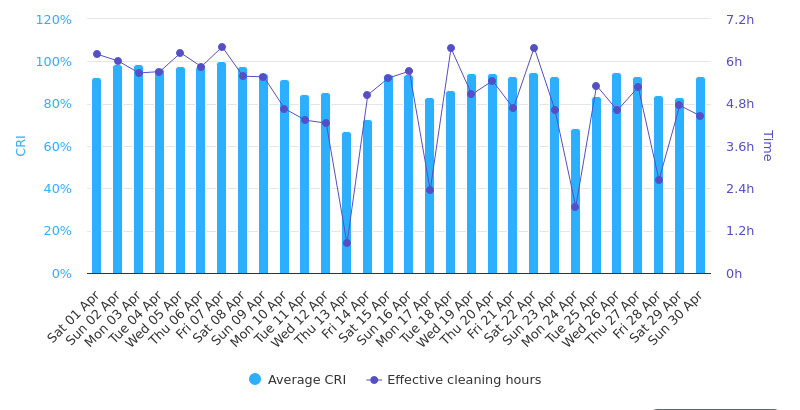 120% 7.2h
100% 6h
80% 4.8h
60% 3.6h
40% 2.4h
20% 1.2h
0% 0h
CRI
Time
Sat 01 Apr
Sun 02 Apr
Mon 03 Apr
Tue 04 Apr
Wed 05 Apr
Thu 06 Apr
Fri 07 Apr
Sat 08 Apr
Sun 09 Apr
Mon 10 Apr
Tue 11 Apr
Wed 12 Apr
Thu 13 Apr
Fri 14 Apr
Sat 15 Apr
Sun 16 Apr
Mon 17 Apr
Tue 18 Apr
Wed 19 Apr
Thu 20 Apr
Fri 21 Apr
Sat 22 Apr
Sun 23 Apr
Mon 24 Apr
Tue 25 Apr
Wed 26 Apr
Thu 27 Apr
Fri 28 Apr
Sat 29 Apr
Sun 30 Apr
Average CRI Effective cleaning hours